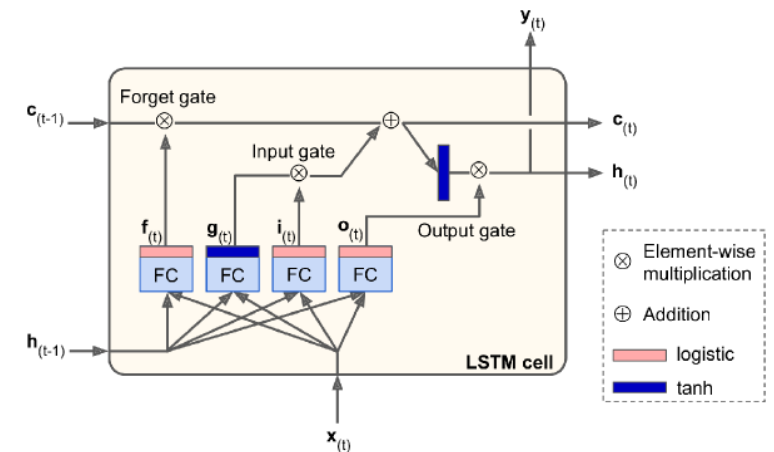 y(t)
Forget gate
c(t-1)
c(t)
Input gate
h(t)
f(t) g(t) i(t) o(t)
Output gate
FC FC FC FC
h(t-1)
LSTM cell
x(t)
Element-wise
multiplication
Addition
logistic
tanh